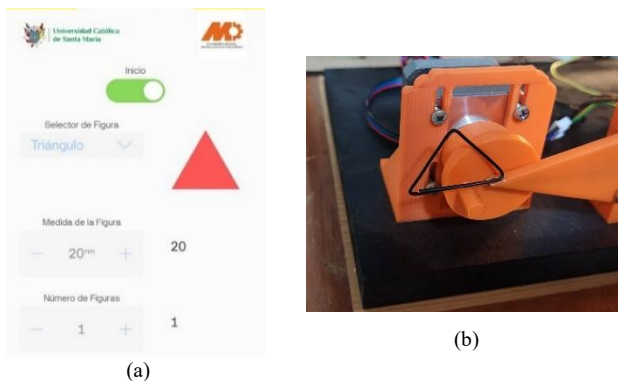 Universidad Católica
de Santa María
Inicio
Selector de Figura
Triángulo
Medida de la Figura
− 20mm +
20
Número de Figuras
− 1 +
1
(a)
(b)